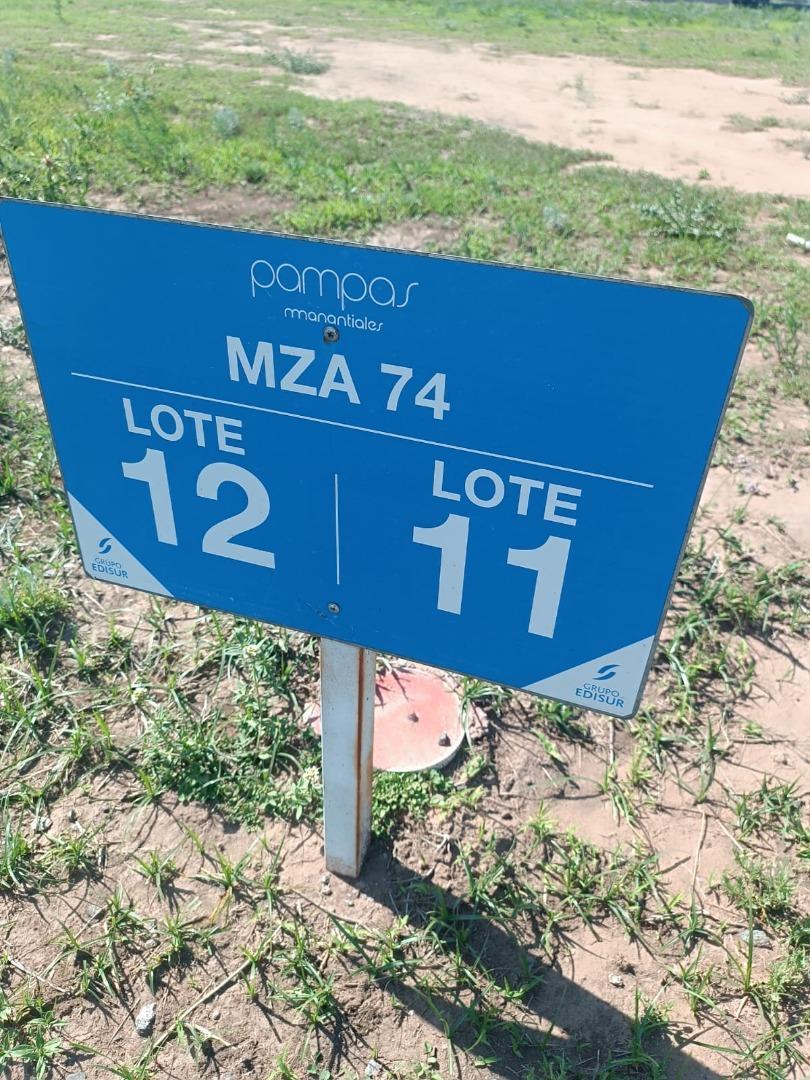 pampas
manantiales
MZA 74
LOTE
12
LOTE
11
GRUPO
EDISUR
GRUPO
EDISUR